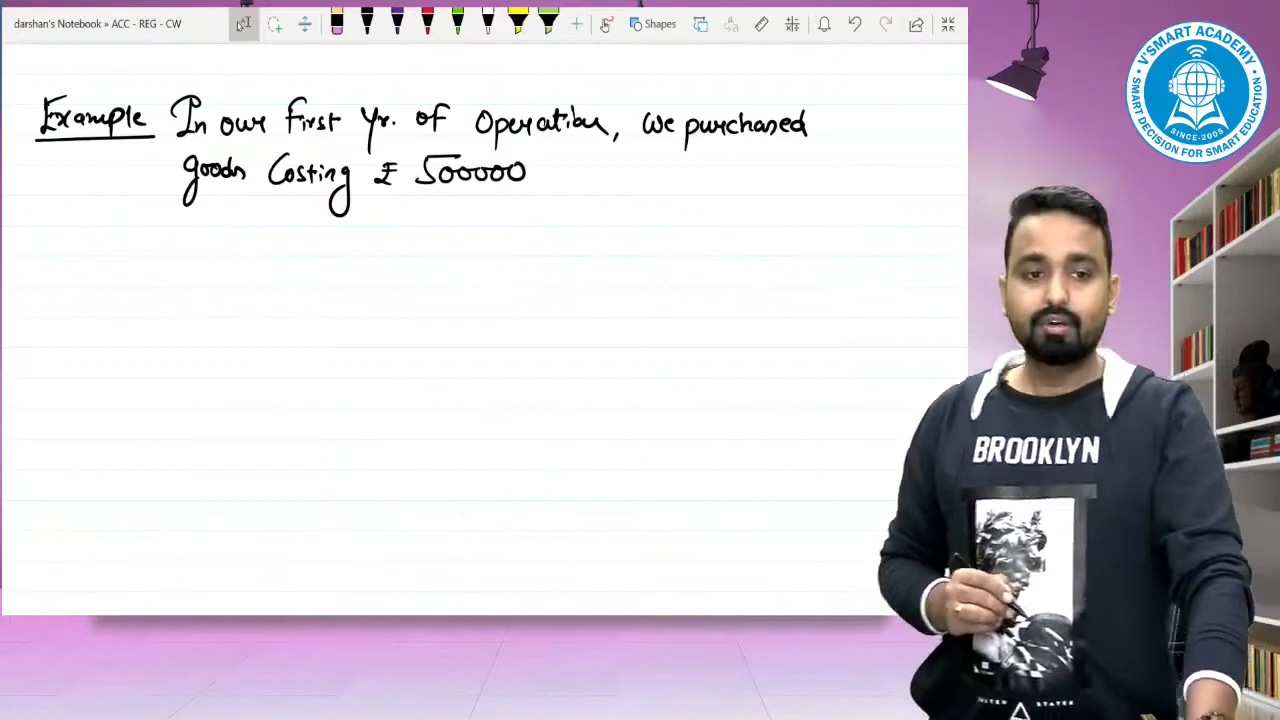 darshan's Notebook » ACC - REG - CW
Shapes
Example In our first Yr. of Operation, we purchased
goods Costing ₹ 500000
V'SMART ACADEMY
SINCE-2005
SMART DECISION FOR SMART EDUCATION
BROOKLYN